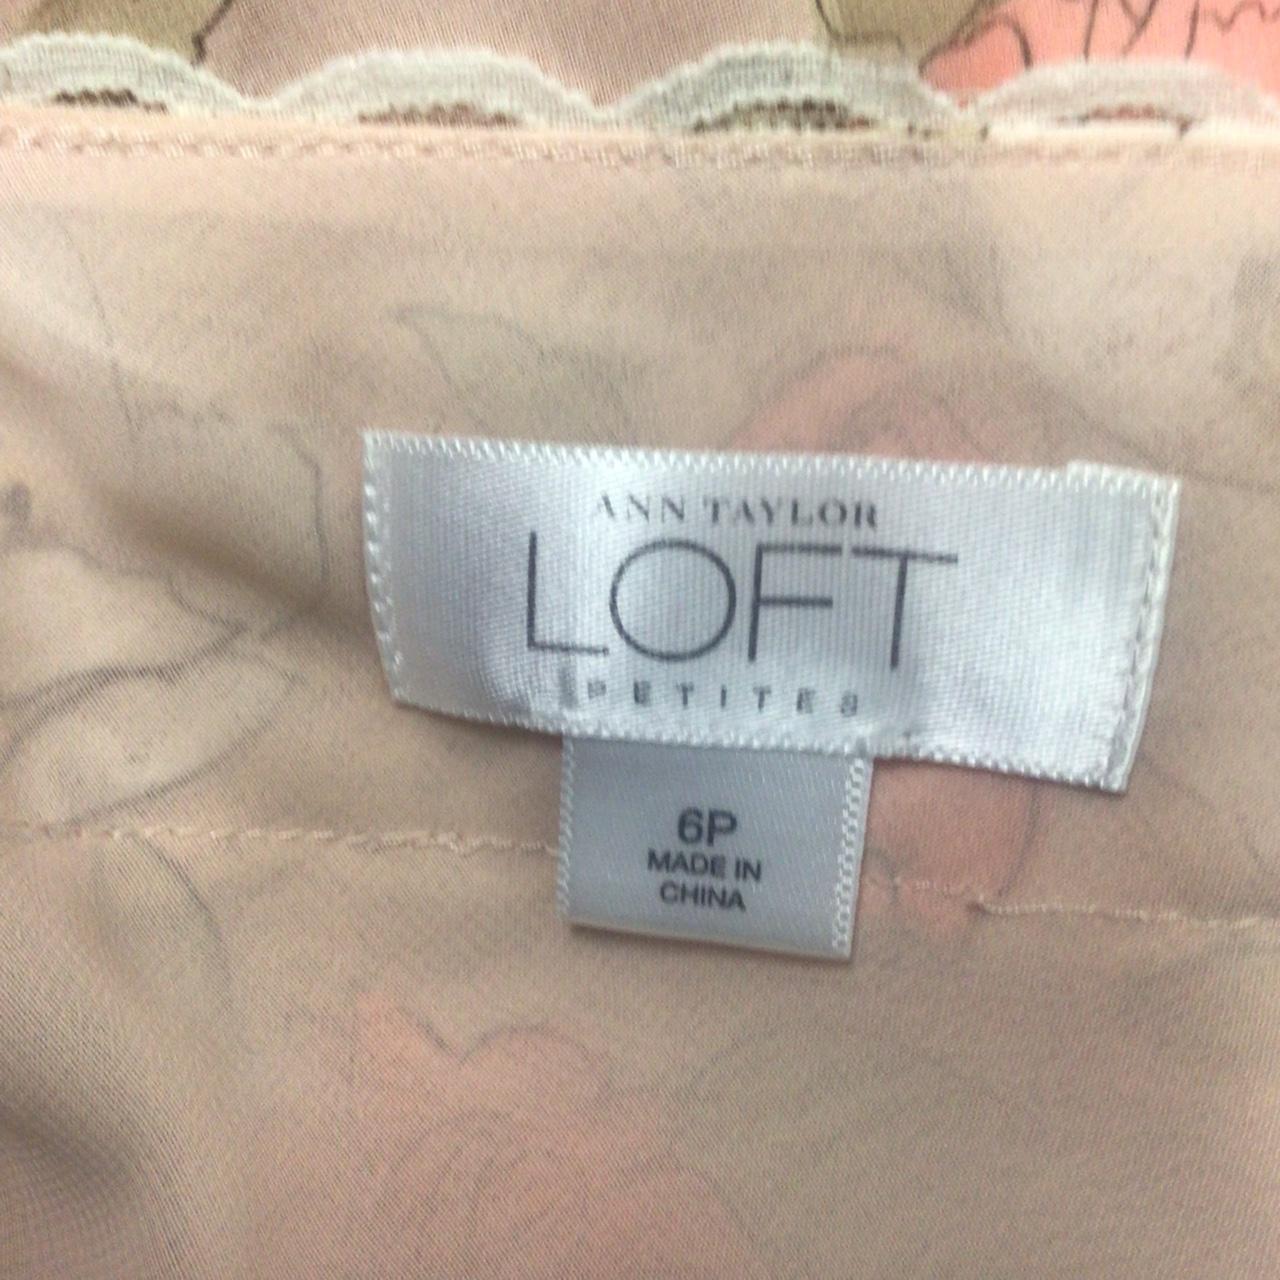 ANN TAYLOR
LOFT
PETITES
6P
MADE IN
CHINA